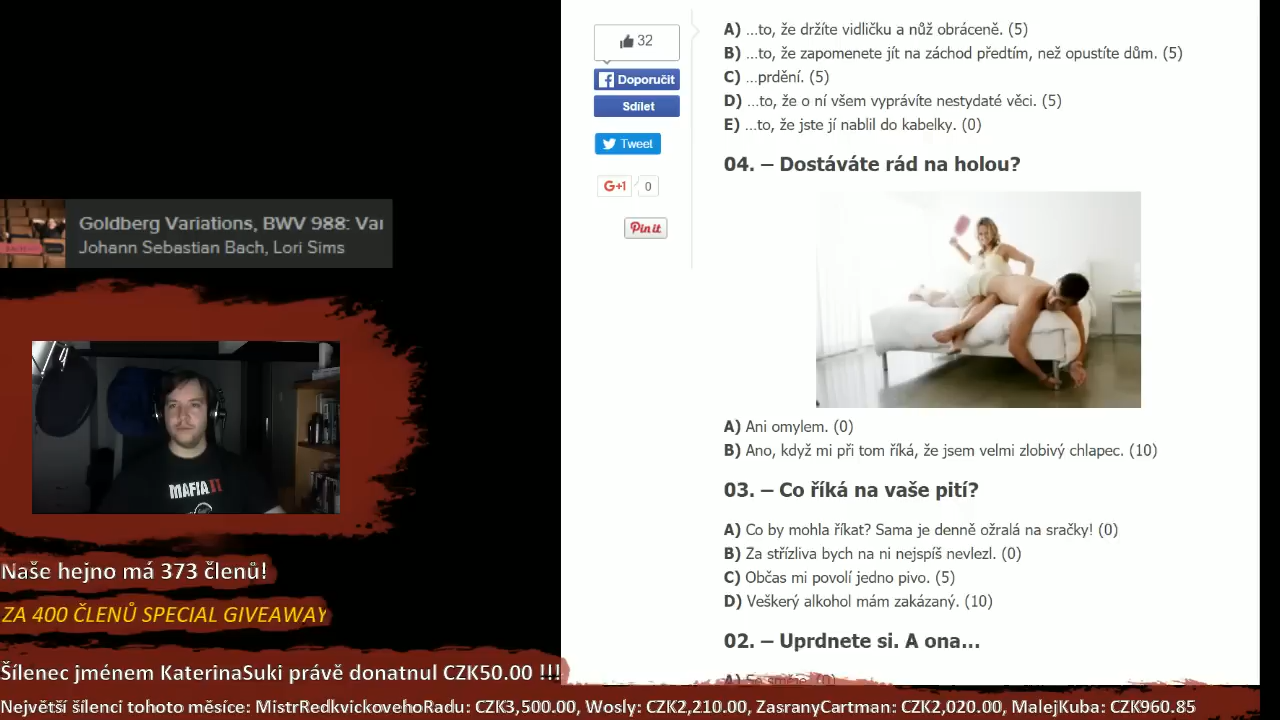 32
Doporučit
Sdílet
Tweet
G+1 0
Pin it
A) ...to, že držíte vidličku a nůž obráceně. (5)
B) ...to, že zapomenete jít na záchod předtím, než opustíte dům. (5)
C) ...prdění. (5)
D) ...to, že o ní všem vyprávíte nestydaté věci. (5)
E) ...to, že jste jí nablil do kabelky. (0)
04. – Dostáváte rád na holou?
A) Ani omylem. (0)
B) Ano, když mi při tom říká, že jsem velmi zlobivý chlapec. (10)
03. – Co říká na vaše pití?
A) Co by mohla říkat? Sama je denně ožralá na sračky! (0)
B) Za střízliva bych na ni nejspíš nevlezl. (0)
C) Občas mi povolí jedno pivo. (5)
D) Veškerý alkohol mám zakázaný. (10)
02. – Uprdnete si. A ona...
A) Se směje. (0)
Goldberg Variations, BWV 988: Var
Johann Sebastian Bach, Lori Sims
MAFIA II
Naše hejno má 373 členů!
ZA 400 ČLENŮ SPECIAL GIVEAWAY
Šílenec jménem KaterinaSuki právě donatnul CZK50.00 !!!
Největší šílenci tohoto měsíce: MistrRedkvickovehoRadu: CZK3,500.00, Wosly: CZK2,210.00, ZasranyCartman: CZK2,020.00, MalejKuba: CZK960.85